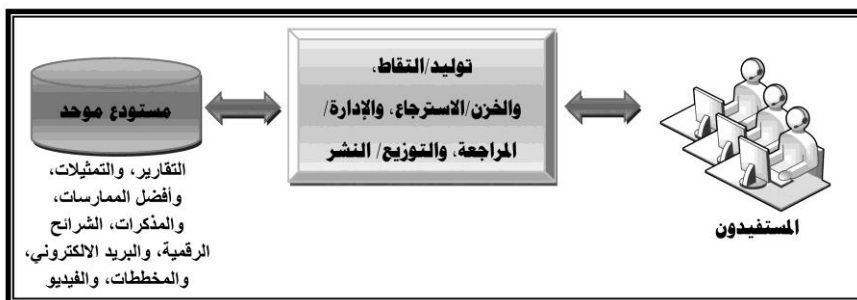 توليد/التقاط،
والخزن/الاسترجاع، والإدارة/
المراجعة، والتوزيع/ النشر
مستودع موحد
التقارير، والتمثيلات،
وأفضل الممارسات،
والمذكرات، الشرائح
الرقمية، والبريد الالكتروني،
والمخططات، والفيديو
المستفيدون